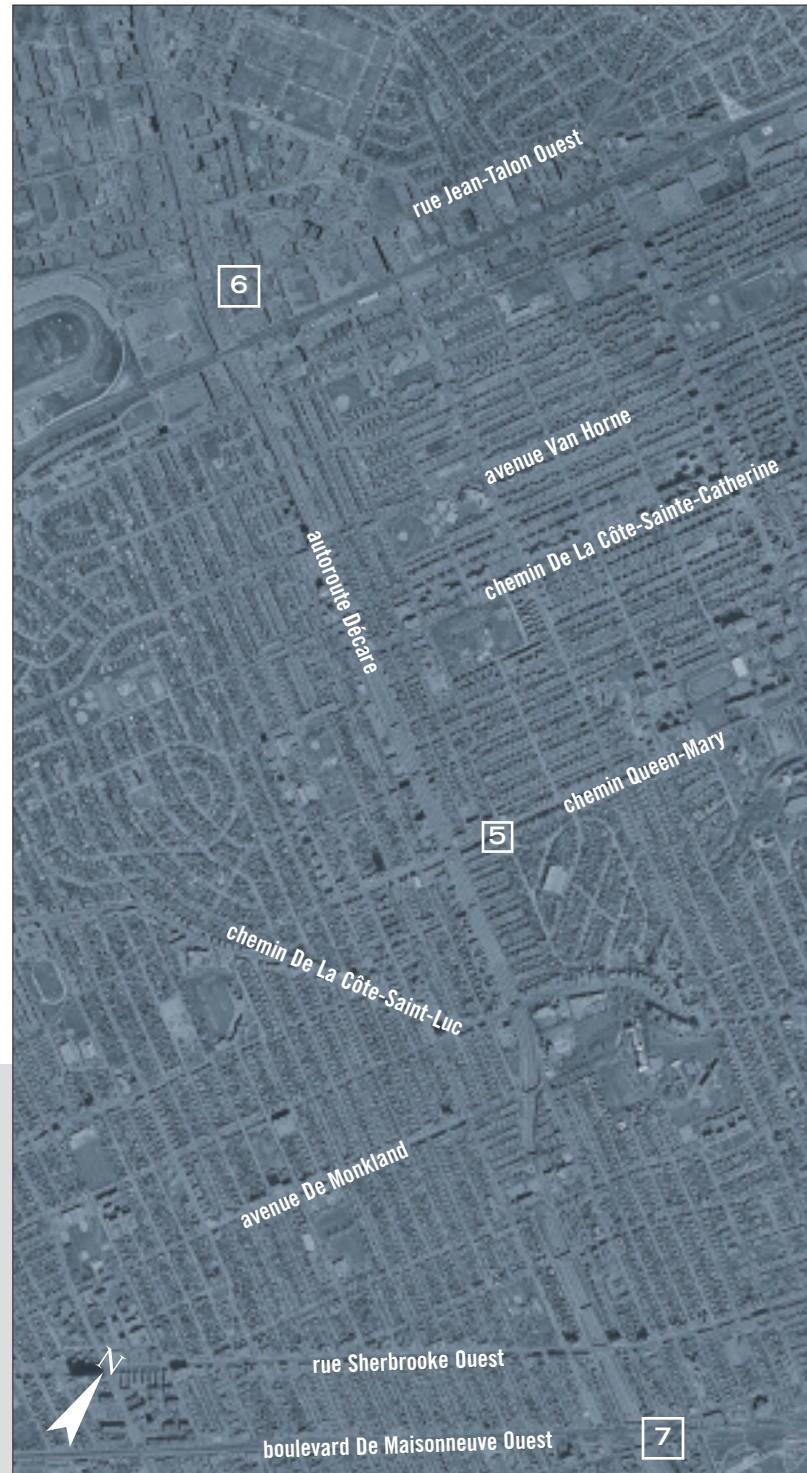 rue Jean-Talon Ouest
6
avenue Van Horne
chemin De La Côte-Sainte-Catherine
autoroute Décare
chemin Queen-Mary
5
chemin De La Côte-Saint-Luc
avenue De Monkland
N
rue Sherbrooke Ouest
boulevard De Maisonneuve Ouest
7